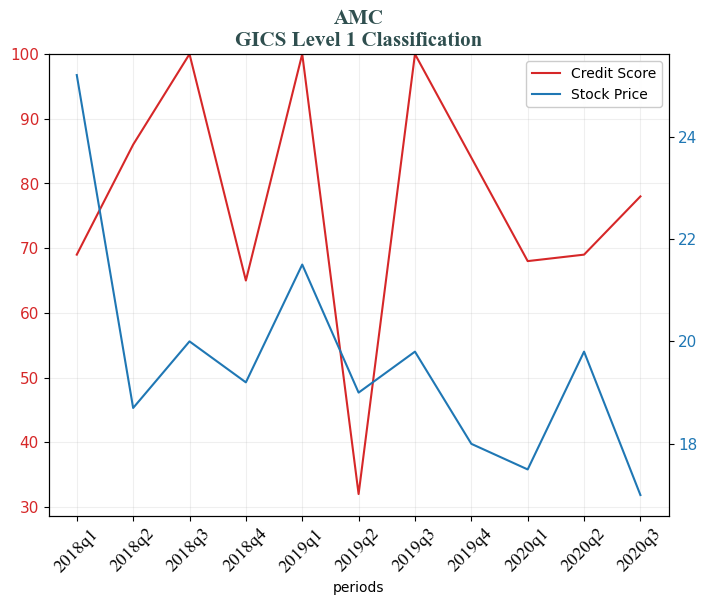 AMC
GICS Level 1 Classification
Credit Score
Stock Price
100
90
80
70
60
50
40
30
24
22
20
18
2018q1
2018q2
2018q3
2018q4
2019q1
2019q2
2019q3
2019q4
2020q1
2020q2
2020q3
periods